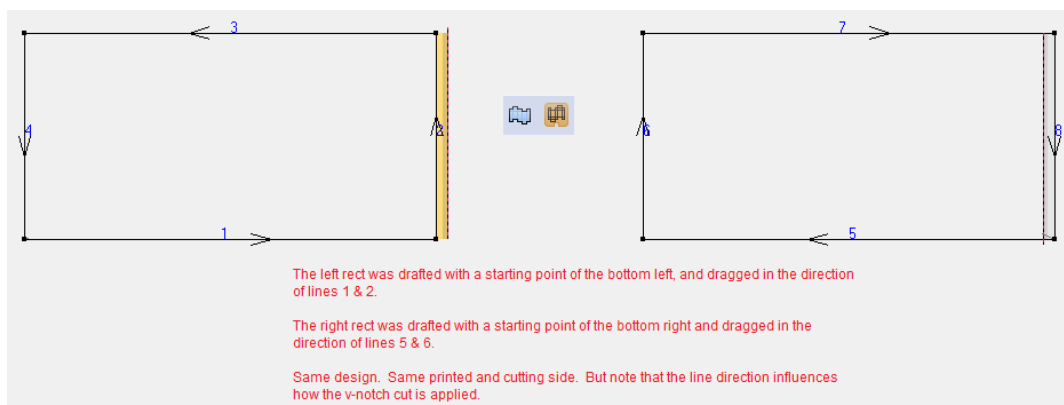 3
7
4
2
6
8
1
5
The left rect was drafted with a starting point of the bottom left, and dragged in the direction
of lines 1 & 2.
The right rect was drafted with a starting point of the bottom right and dragged in the
direction of lines 5 & 6.
Same design. Same printed and cutting side. But note that the line direction influences
how the v-notch cut is applied.